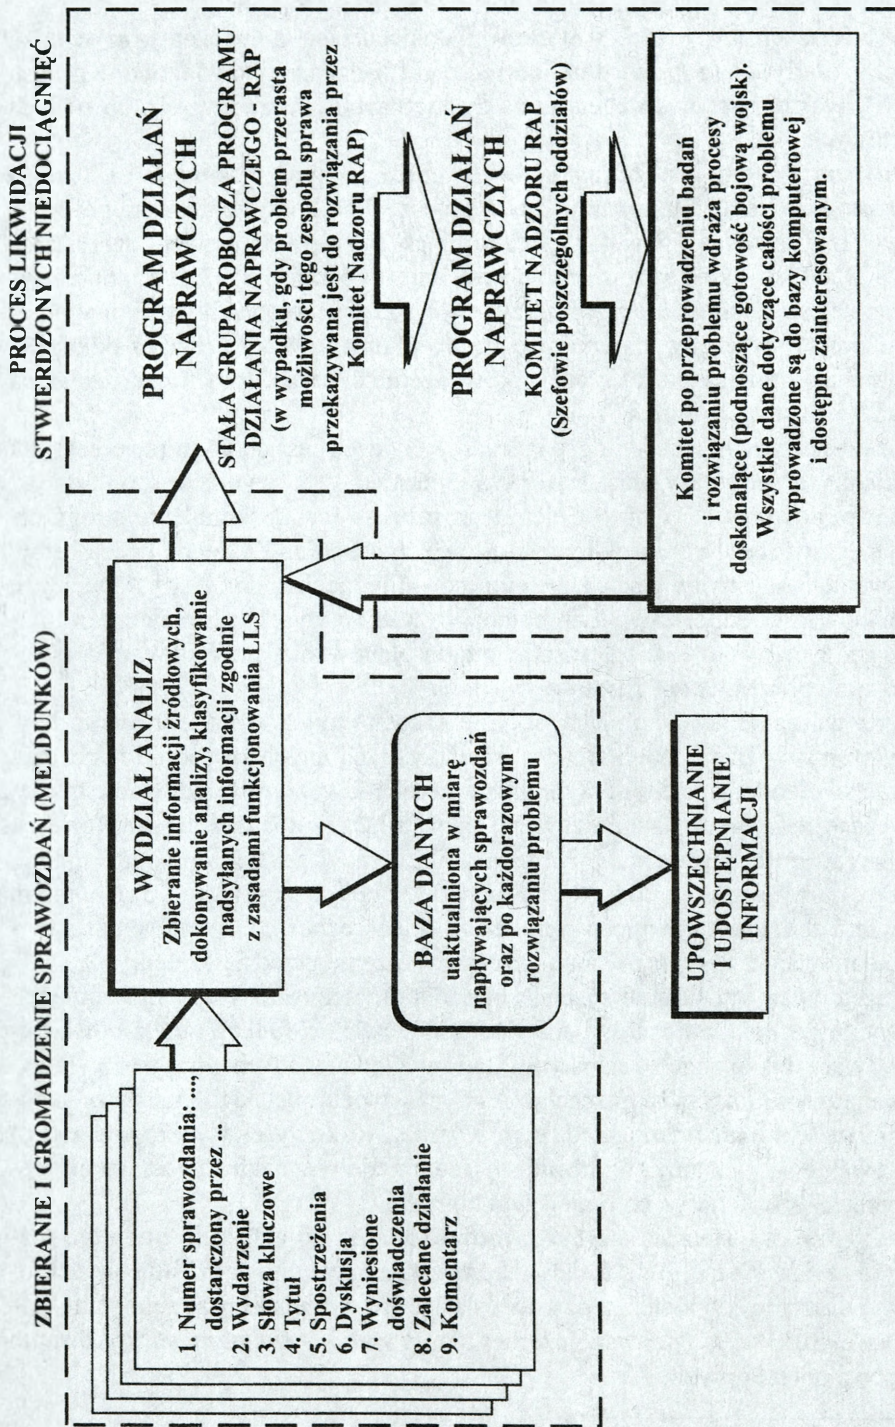 ZBIERANIE I GROMADZENIE SPRAWOZDAŃ (MELDUNKÓW)
1. Numer sprawozdania: ...,
dostarczony przez ...
2. Wydarzenie
3. Słowa kluczowe
4. Tytuł
5. Spostrzeżenia
6. Dyskusja
7. Wyniesione
doświadczenia
8. Zalecane działanie
9. Komentarz
WYDZIAŁ ANALIZ
Zbieranie informacji źródłowych,
dokonywanie analizy, klasyfikowanie
nadsyłanych informacji zgodnie
z zasadami funkcjonowania LLS
BAZA DANYCH
uaktualniona w miarę
napływających sprawozdań
oraz po każdorazowym
rozwiązaniu problemu
UPOWSZECHNIANIE
UDOSTĘPNIANIE
INFORMACJI
PROCES LIKWIDACJI
STWIERDZONYCH NIEDOCIĄGNIĘĆ
PROGRAM DZIAŁAŃ
NAPRAWCZYCH
STAŁA GRUPA ROBOCZA PROGRAMU
DZIAŁANIA NAPRAWCZEGO RAP
(w wypadku, gdy problem przerasta
możliwości tego zespołu sprawa
przekazywana jest do rozwiązania przez
Komitet Nadzoru RAP)
PROGRAM DZIAŁAŃ
NAPRAWCZYCH
KOMITET NADZORU RAP
(Szefowie poszczególnych oddziałów)
Komitet po przeprowadzeniu badań
i rozwiązaniu problemu wdraża procesy
doskonalące (podnoszące gotowość bojową wojsk).
Wszystkie dane dotyczące całości problemu
wprowadzone są do bazy komputerowej
i dostępne zainteresowanym.